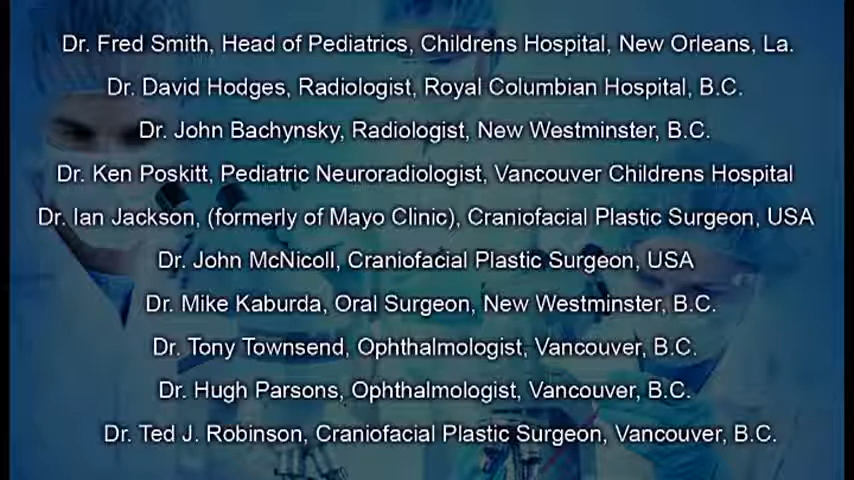 Dr. Fred Smith, Head of Pediatrics, Childrens Hospital, New Orleans, La.
Dr. David Hodges, Radiologist, Royal Columbian Hospital, B.C.
Dr. John Bachynsky, Radiologist, New Westminster, B.C.
Dr. Ken Poskitt, Pediatric Neuroradiologist, Vancouver Childrens Hospital
Dr. Ian Jackson, (formerly of Mayo Clinic), Craniofacial Plastic Surgeon, USA
Dr. John McNicoll, Craniofacial Plastic Surgeon, USA
Dr. Mike Kaburda, Oral Surgeon, New Westminster, B.C.
Dr. Tony Townsend, Ophthalmologist, Vancouver, B.C.
Dr. Hugh Parsons, Ophthalmologist, Vancouver, B.C.
Dr. Ted J. Robinson, Craniofacial Plastic Surgeon, Vancouver, B.C.